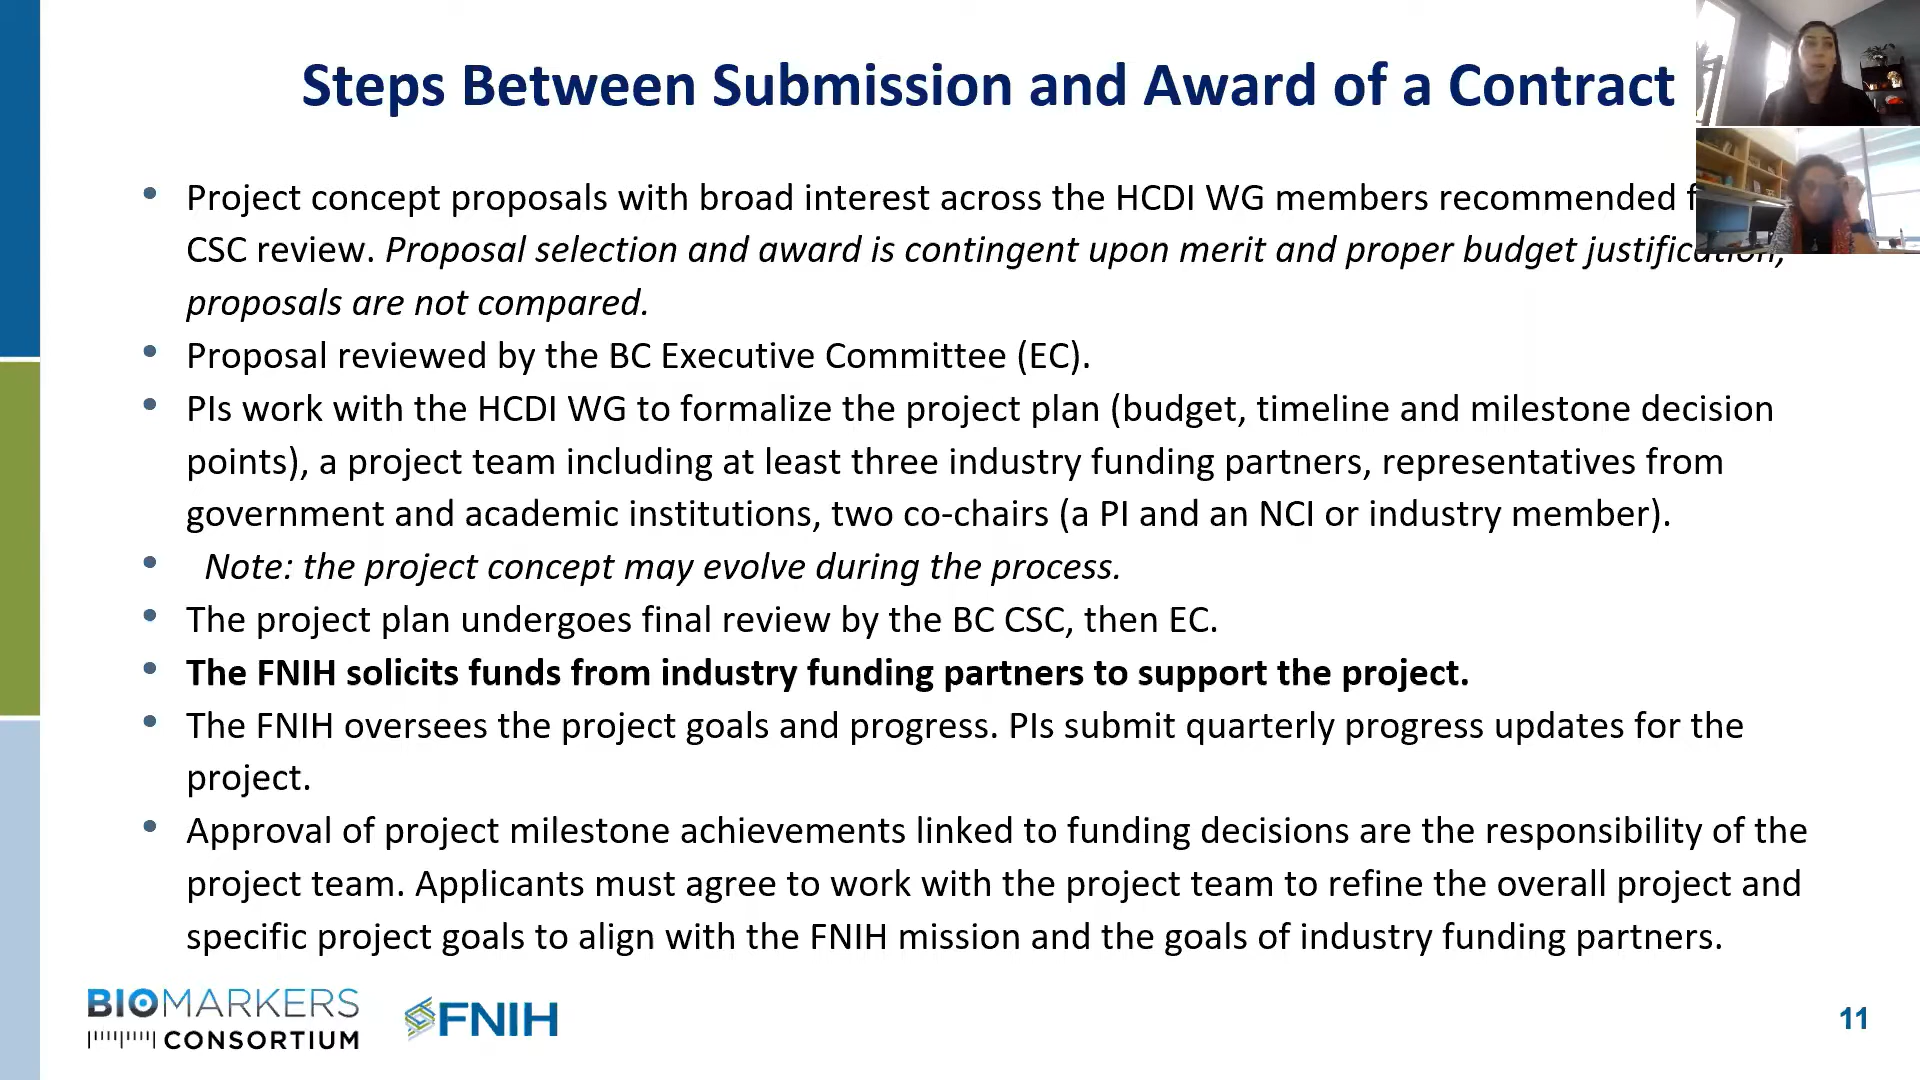 Steps Between Submission and Award of a Contract
• Project concept proposals with broad interest across the HCDI WG members recommended
CSC review. Proposal selection and award is contingent upon merit and proper budget justification,
proposals are not compared.
• Proposal reviewed by the BC Executive Committee (EC).
• PIs work with the HCDI WG to formalize the project plan (budget, timeline and milestone decision
points), a project team including at least three industry funding partners, representatives from
government and academic institutions, two co-chairs (a PI and an NCI or industry member).
• Note: the project concept may evolve during the process.
• The project plan undergoes final review by the BC CSC, then EC.
• The FNIH solicits funds from industry funding partners to support the project.
• The FNIH oversees the project goals and progress. PIs submit quarterly progress updates for the
project.
• Approval of project milestone achievements linked to funding decisions are the responsibility of the
project team. Applicants must agree to work with the project team to refine the overall project and
specific project goals to align with the FNIH mission and the goals of industry funding partners.
BIOMARKERS
CONSORTIUM
FNIH
11